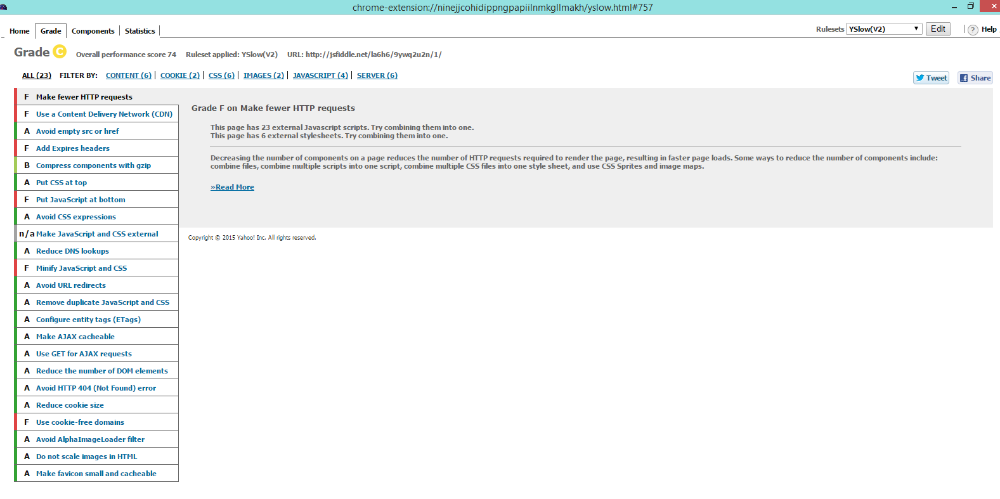 chrome-extension://ninejjcohidippngpapiilnmkgllmakh/yslow.html#757
Home Grade Components Statistics Rulesets YSlow(V2) Edit ? Help
Grade C Overall performance score 74 Ruleset applied: YSlow(V2) URL: http://jsfiddle.net/la6h6/9ywq2u2n/1/
ALL (23) FILTER BY: CONTENT (6) COOKIE (2) CSS (6) IMAGES (2) JAVASCRIPT (4) SERVER (6) Tweet Share
F Make fewer HTTP requests
F Use a Content Delivery Network (CDN)
A Avoid empty src or href
F Add Expires headers
B Compress components with gzip
A Put CSS at top
F Put JavaScript at bottom
A Avoid CSS expressions
n/a Make JavaScript and CSS external
A Reduce DNS lookups
F Minify JavaScript and CSS
A Avoid URL redirects
A Remove duplicate JavaScript and CSS
A Configure entity tags (ETags)
A Make AJAX cacheable
A Use GET for AJAX requests
A Reduce the number of DOM elements
A Avoid HTTP 404 (Not Found) error
A Reduce cookie size
F Use cookie-free domains
A Avoid AlphaImageLoader filter
A Do not scale images in HTML
A Make favicon small and cacheable
Grade F on Make fewer HTTP requests
This page has 23 external Javascript scripts. Try combining them into one.
This page has 6 external stylesheets. Try combining them into one.
Decreasing the number of components on a page reduces the number of HTTP requests required to render the page, resulting in faster page loads. Some ways to reduce the number of components include:
combine files, combine multiple scripts into one script, combine multiple CSS files into one style sheet, and use CSS Sprites and image maps.
»Read More
Copyright © 2015 Yahoo! Inc. All rights reserved.